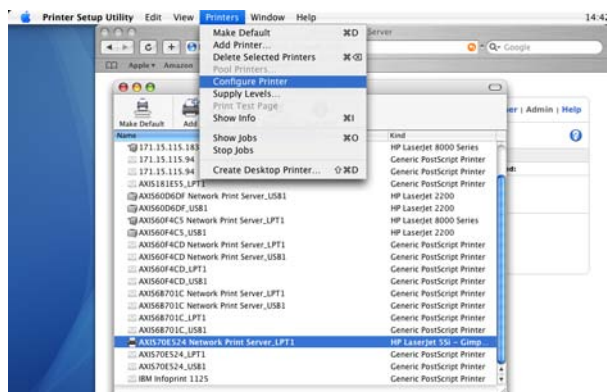 Printer Setup Utility Edit View Printers Window Help 14:42
Server
Google
Apple Amazon
Make Default ⌘D
Add Printer...
Delete Selected Printers ⌘⌫
Pool Printers...
Configure Printer
Supply Levels...
Print Test Page
Show Info ⌘I
Show Jobs ⌘O
Stop Jobs
Create Desktop Printer... ⇧⌘D
Admin | Help
Make Default Add
Name Kind
171.15.115.183 HP LaserJet 8000 Series
171.15.115.94 Generic PostScript Printer
171.15.115.94 Generic PostScript Printer
AXIS181E55_LPT1 Generic PostScript Printer
AXIS60D6DF Network Print Server_USB1 HP LaserJet 2200
AXIS60D6DF_USB1 HP LaserJet 2200
AXIS60F4C5 Network Print Server_LPT1 HP LaserJet 8000 Series
AXIS60F4C5_USB1 HP LaserJet 2200
AXIS60F4CD Network Print Server_LPT1 Generic PostScript Printer
AXIS60F4CD Network Print Server_USB1 Generic PostScript Printer
AXIS60F4CD_LPT1 Generic PostScript Printer
AXIS60F4CD_USB1 Generic PostScript Printer
AXIS6B701C Network Print Server_LPT1 Generic PostScript Printer
AXIS6B701C Network Print Server_USB1 Generic PostScript Printer
AXIS6B701C_LPT1 Generic PostScript Printer
AXIS6B701C_USB1 Generic PostScript Printer
AXIS70E524 Network Print Server_LPT1 HP LaserJet 5Si - Gimp...
AXIS70E524_LPT1 Generic PostScript Printer
AXIS70E524_USB1 Generic PostScript Printer
IBM Infoprint 1125 Generic PostScript Printer